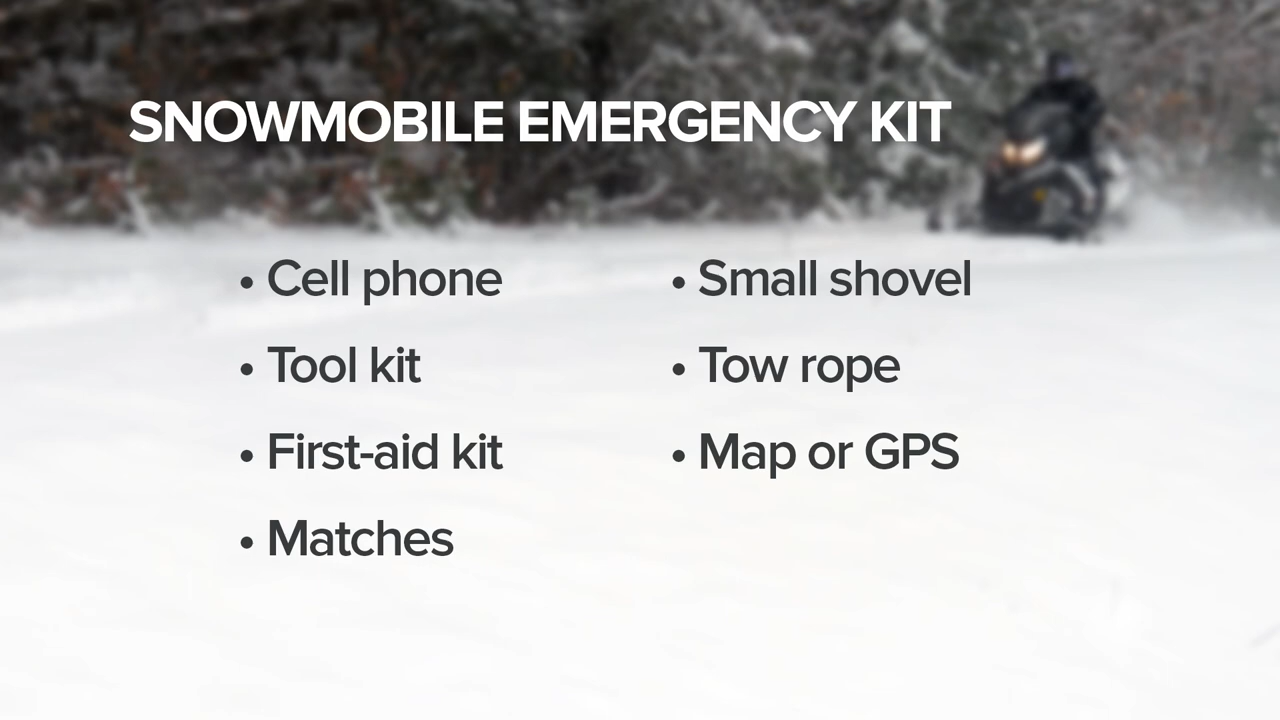 SNOWMOBILE EMERGENCY KIT
• Cell phone
• Tool kit
• First-aid kit
• Matches
• Small shovel
• Tow rope
• Map or GPS